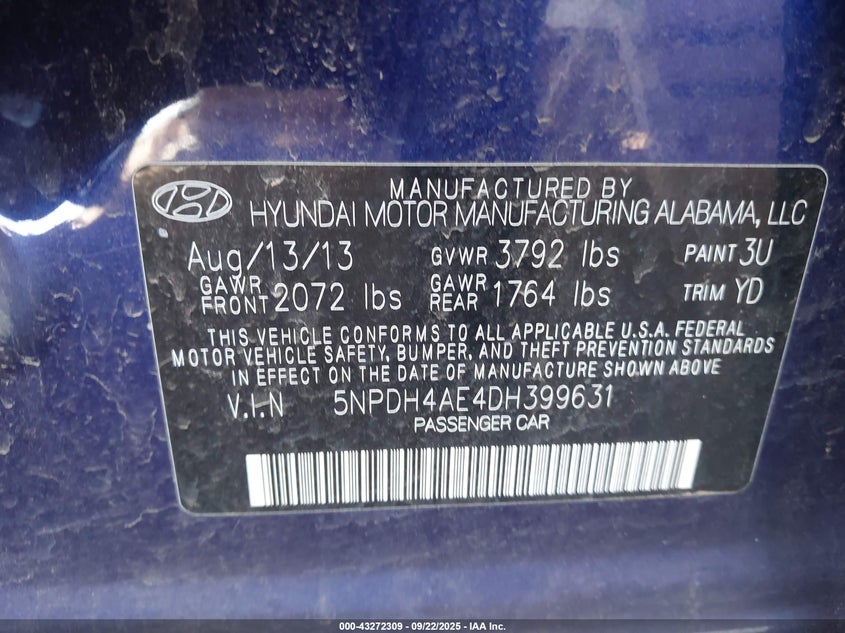 MANUFACTURED BY
HYUNDAI MOTOR MANUFACTURING ALABAMA, LLC
Aug/13/13 GVWR 3792 lbs PAINT 3U
GAWR FRONT 2072 lbs GAWR REAR 1764 lbs TRIM YD
THIS VEHICLE CONFORMS TO ALL APPLICABLE U.S.A. FEDERAL
MOTOR VEHICLE SAFETY, BUMPER, AND THEFT PREVENTION STANDARDS
IN EFFECT ON THE DATE OF MANUFACTURE SHOWN ABOVE
V.I.N 5NPDH4AE4DH399631
PASSENGER CAR
000-43272309 - 09/22/2025 - IAA Inc.